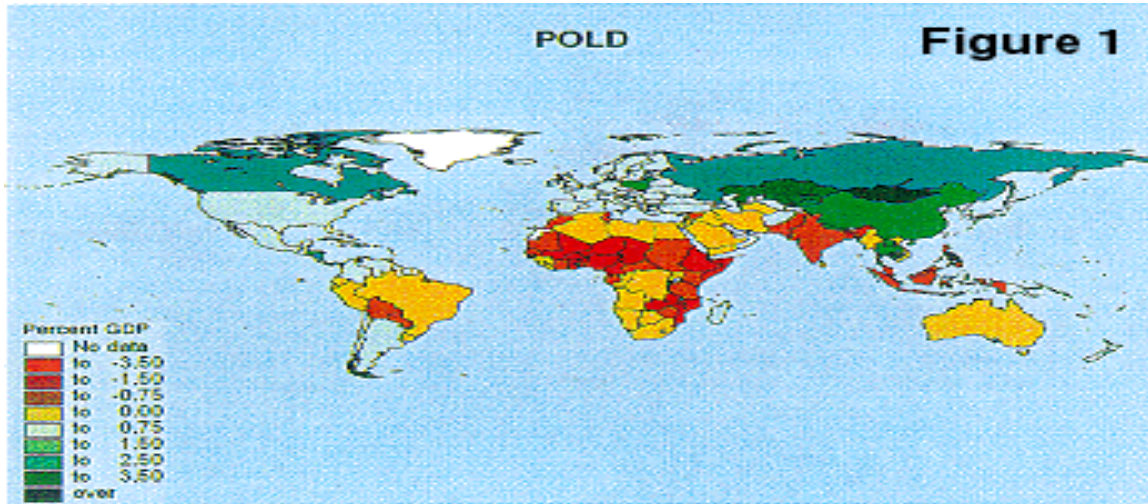 POLD
Figure 1
Percent GDP
No data
to -3.50
to -1.50
to -0.75
to 0.00
to 0.75
to 1.50
to 2.50
to 3.50
over